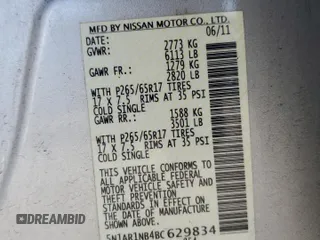 MFD BY NISSAN MOTOR CO., LTD.
DATE: 06/11
GVWR: 2773 KG
6113 LB
GAWR FR.: 1279 KG
2820 LB
WITH P265/65R17 TIRES
17 X 7.5 RIMS AT 35 PSI
COLD SINGLE
GAWR RR.: 1588 KG
3501 LB
WITH P265/65R17 TIRES
17 X 7.5 RIMS AT 35 PSI
COLD SINGLE
THIS VEHICLE CONFORMS TO ALL
APPLICABLE FEDERAL MOTOR
VEHICLE SAFETY AND
THEFT PREVENTION STANDARDS
IN EFFECT ON THE DATE OF
MANUFACTURE SHOWN ABOVE
5N1AR1NB4BC629834
RAWBID